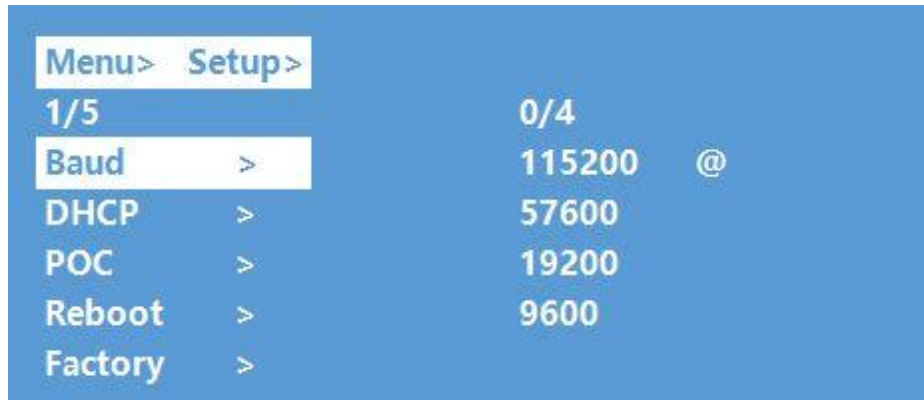 Menu> Setup>
1/5 0/4
Baud > 115200 @
DHCP > 57600
POC > 19200
Reboot > 9600
Factory >